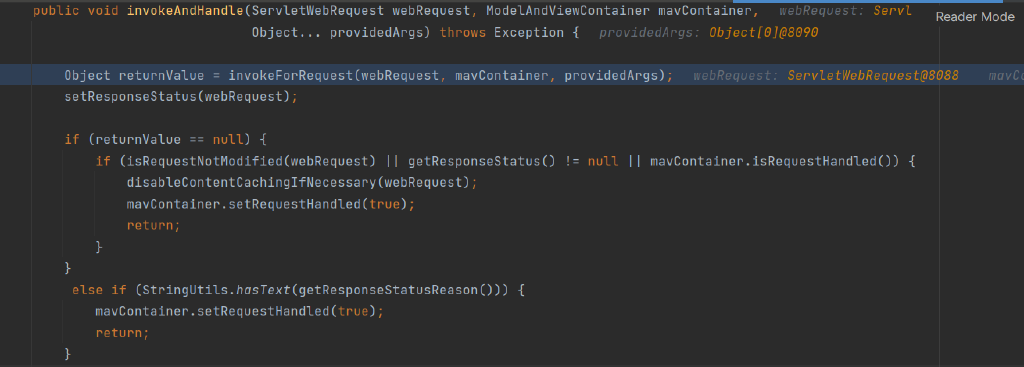 public void invokeAndHandle(ServletWebRequest webRequest, ModelAndViewContainer mavContainer,   webRequest: Servl
Reader Mode
Object... providedArgs) throws Exception {   providedArgs: Object[0]@8090
Object returnValue = invokeForRequest(webRequest, mavContainer, providedArgs);   webRequest: ServletWebRequest@8088   mavCo
setResponseStatus(webRequest);
if (returnValue == null) {
if (isRequestNotModified(webRequest) || getResponseStatus() != null || mavContainer.isRequestHandled()) {
disableContentCachingIfNecessary(webRequest);
mavContainer.setRequestHandled(true);
return;
}
}
else if (StringUtils.hasText(getResponseStatusReason())) {
mavContainer.setRequestHandled(true);
return;
}